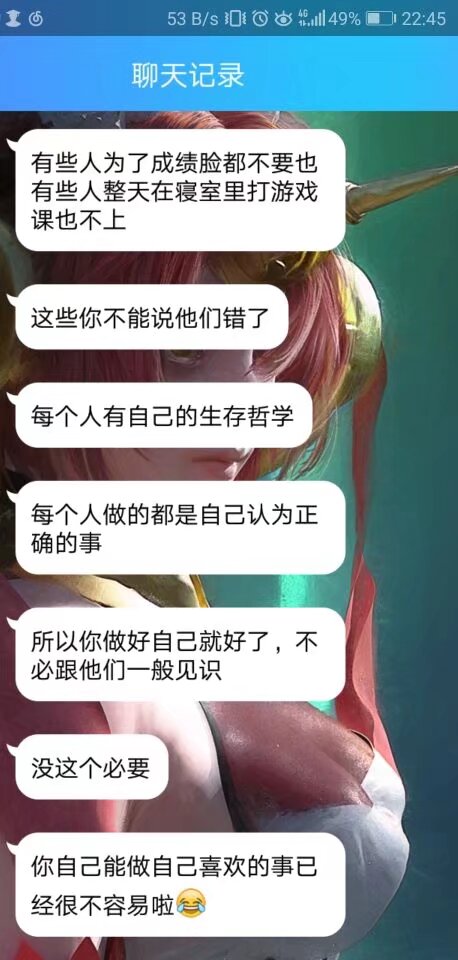 53 B/s 4G 49% 22:45
聊天记录
有些人为了成绩脸都不要也
有些人整天在寝室里打游戏
课也不上
这些你不能说他们错了
每个人有自己的生存哲学
每个人做的都是自己认为正
确的事
所以你做好自己就好了，不
必跟他们一般见识
没这个必要
你自己能做自己喜欢的事已
经很不容易啦😂